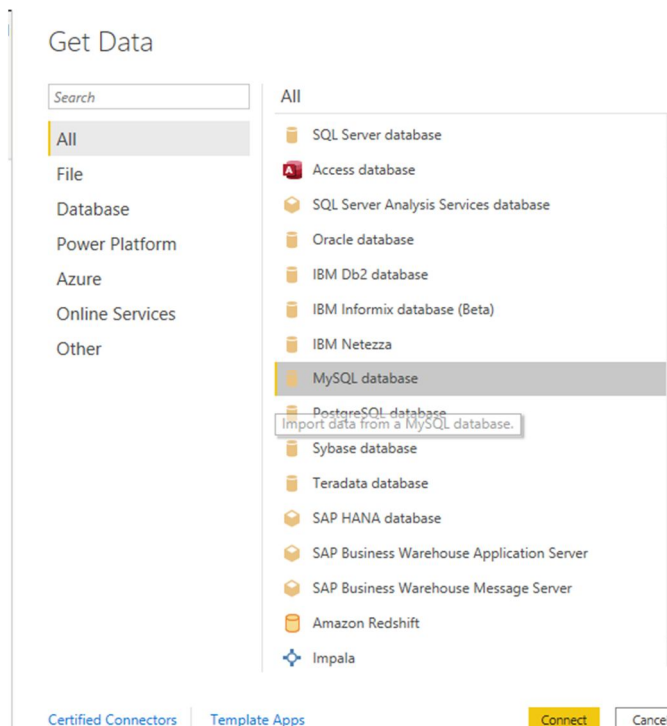 Get Data
Search
All
File
Database
Power Platform
Azure
Online Services
Other
All
SQL Server database
Access database
SQL Server Analysis Services database
Oracle database
IBM Db2 database
IBM Informix database (Beta)
IBM Netezza
MySQL database
PostgreSQL database
Import data from a MySQL database.
Sybase database
Teradata database
SAP HANA database
SAP Business Warehouse Application Server
SAP Business Warehouse Message Server
Amazon Redshift
Impala
Certified Connectors
Template Apps
Connect
Cance